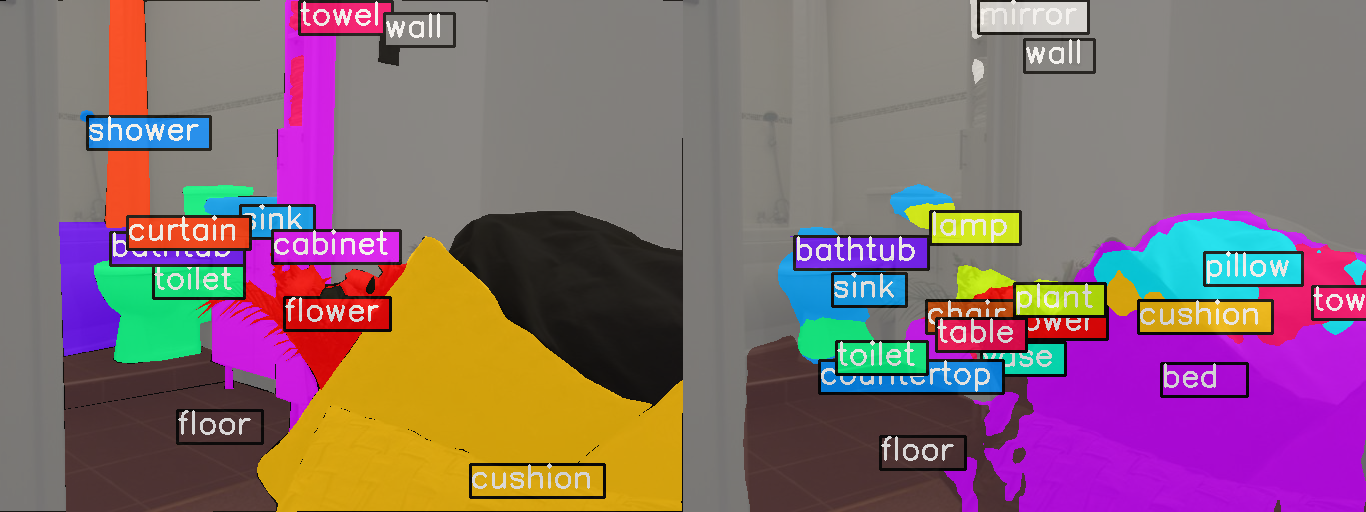 towel
wall
shower
sink
curtain
bathtub
cabinet
toilet
flower
floor
cushion
mirror
wall
lamp
bathtub
pillow
sink
plant
tow
chair
cushion
table
toilet
vase
countertop
bed
floor